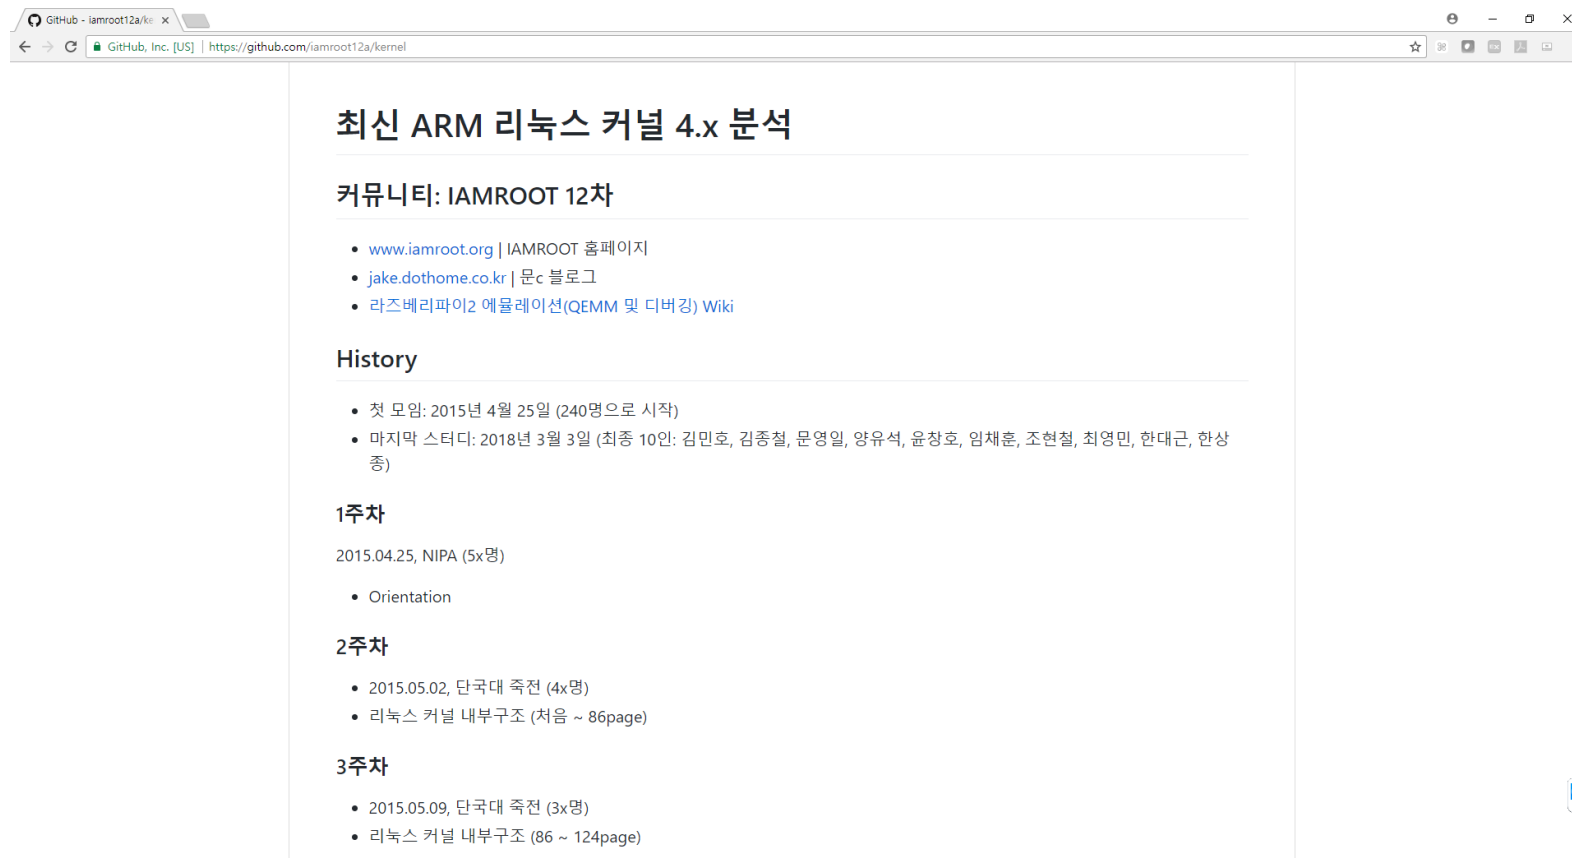 GitHub - iamroot12a/ke
GitHub, Inc. [US] | https://github.com/iamroot12a/kernel
최신 ARM 리눅스 커널 4.x 분석
커뮤니티: IAMROOT 12차
www.iamroot.org | IAMROOT 홈페이지
jake.dothome.co.kr | 문c 블로그
라즈베리파이2 에뮬레이션(QEMM 및 디버깅) Wiki
History
첫 모임: 2015년 4월 25일 (240명으로 시작)
마지막 스터디: 2018년 3월 3일 (최종 10인: 김민호, 김종철, 문영일, 양유석, 윤창호, 임채훈, 조현철, 최영민, 한대근, 한상
종)
1주차
2015.04.25, NIPA (5x명)
Orientation
2주차
2015.05.02, 단국대 죽전 (4x명)
리눅스 커널 내부구조 (처음 ~ 86page)
3주차
2015.05.09, 단국대 죽전 (3x명)
리눅스 커널 내부구조 (86 ~ 124page)